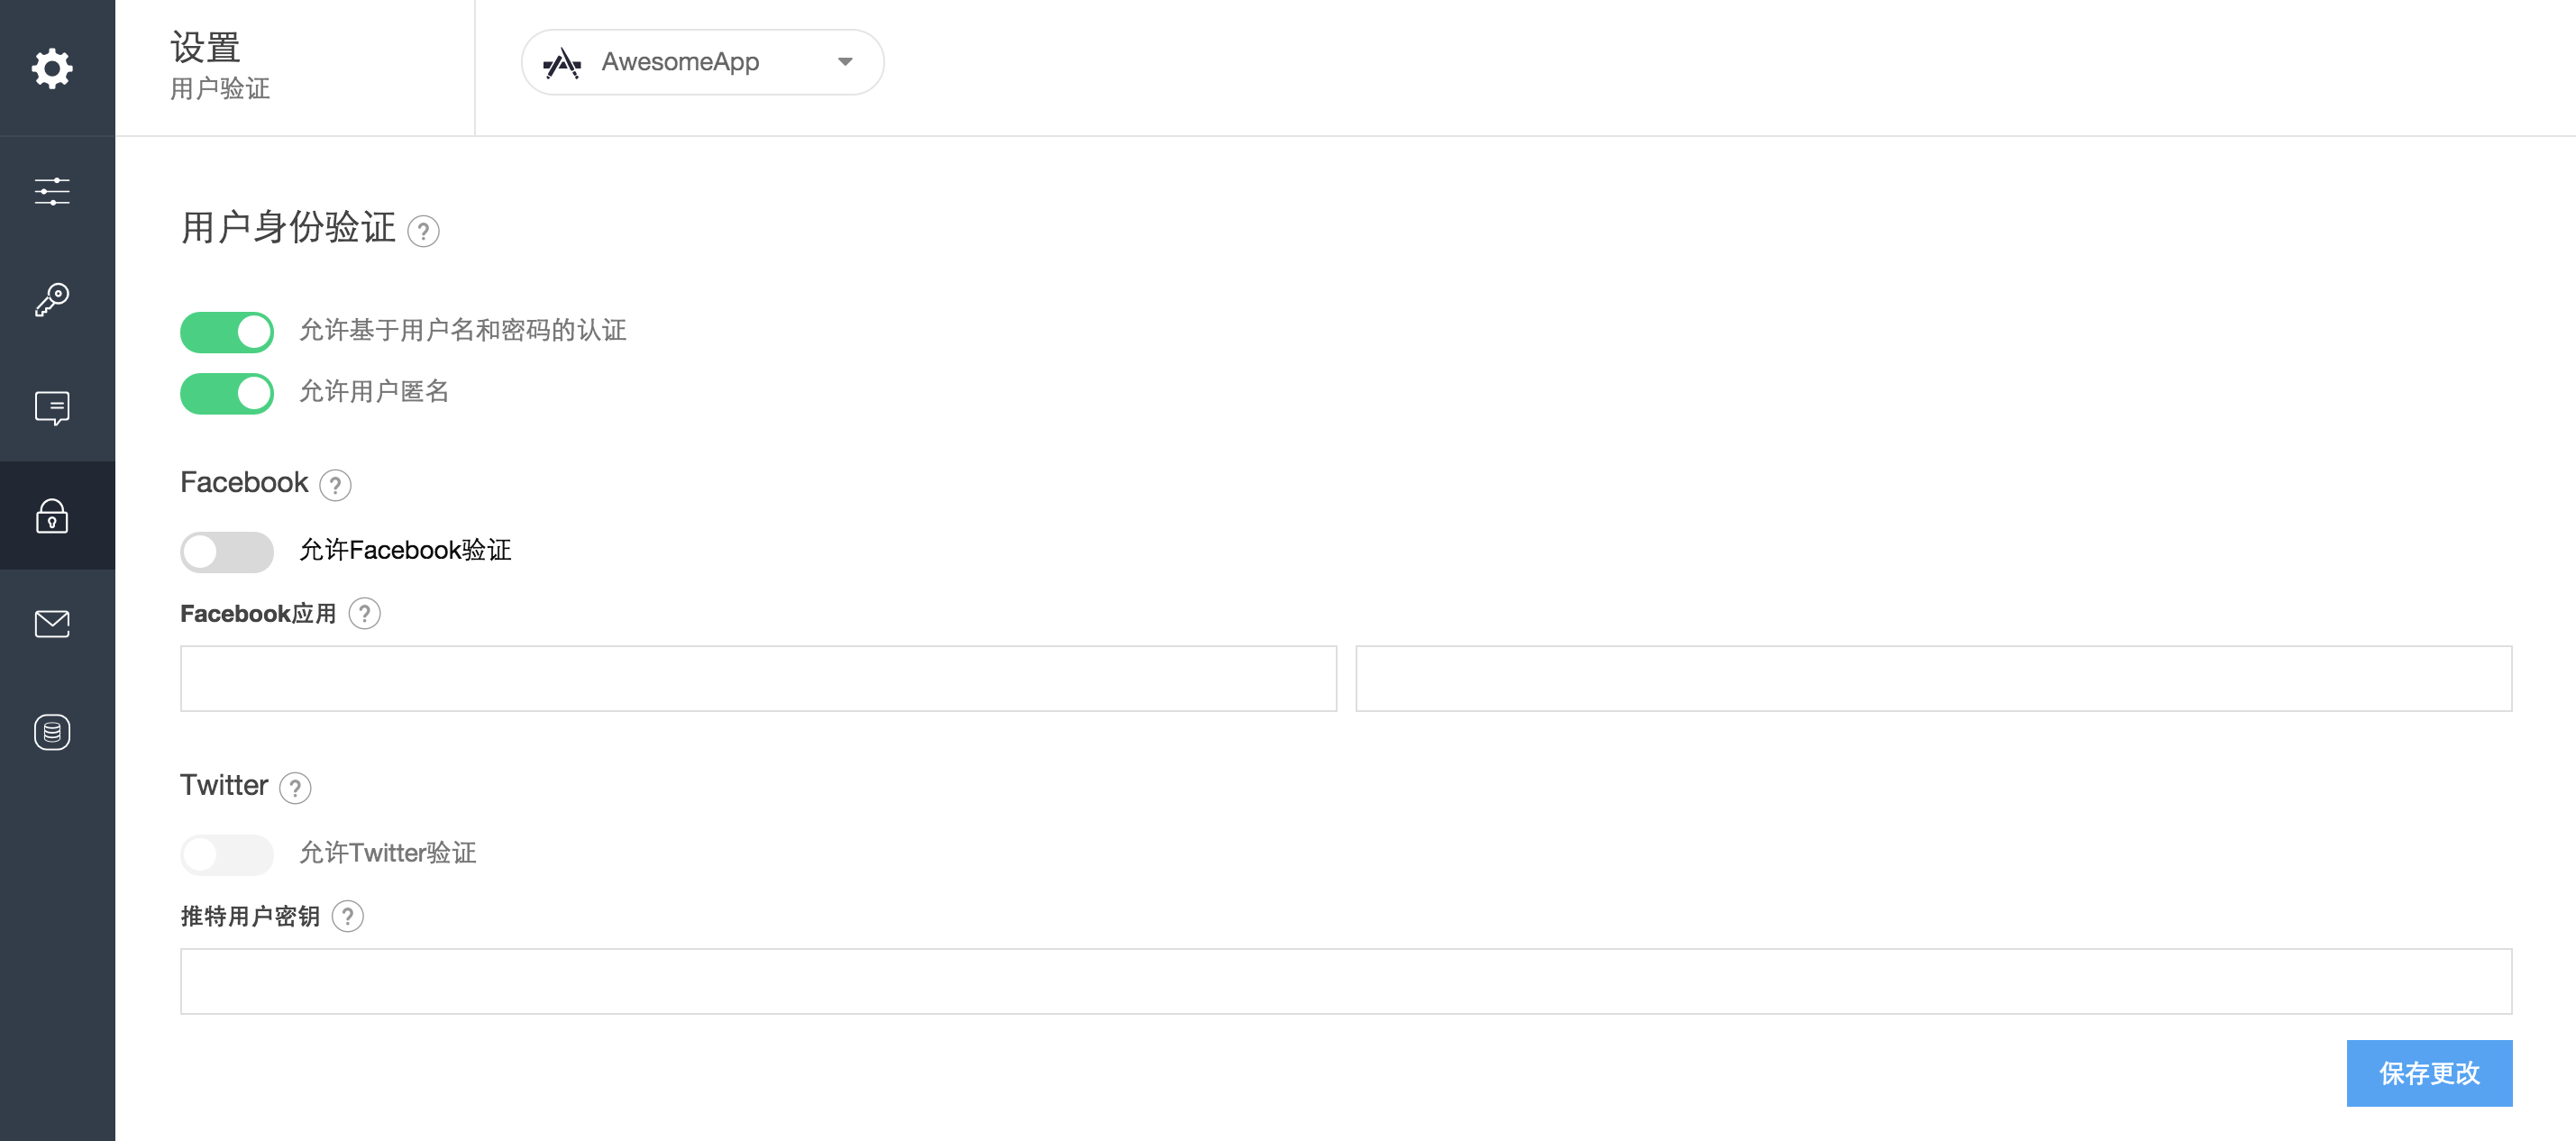 设置
用户验证
AwesomeApp
用户身份验证 ?
允许基于用户名和密码的认证
允许用户匿名
Facebook ?
允许Facebook验证
Facebook应用 ?
Twitter ?
允许Twitter验证
推特用户密钥 ?
保存更改